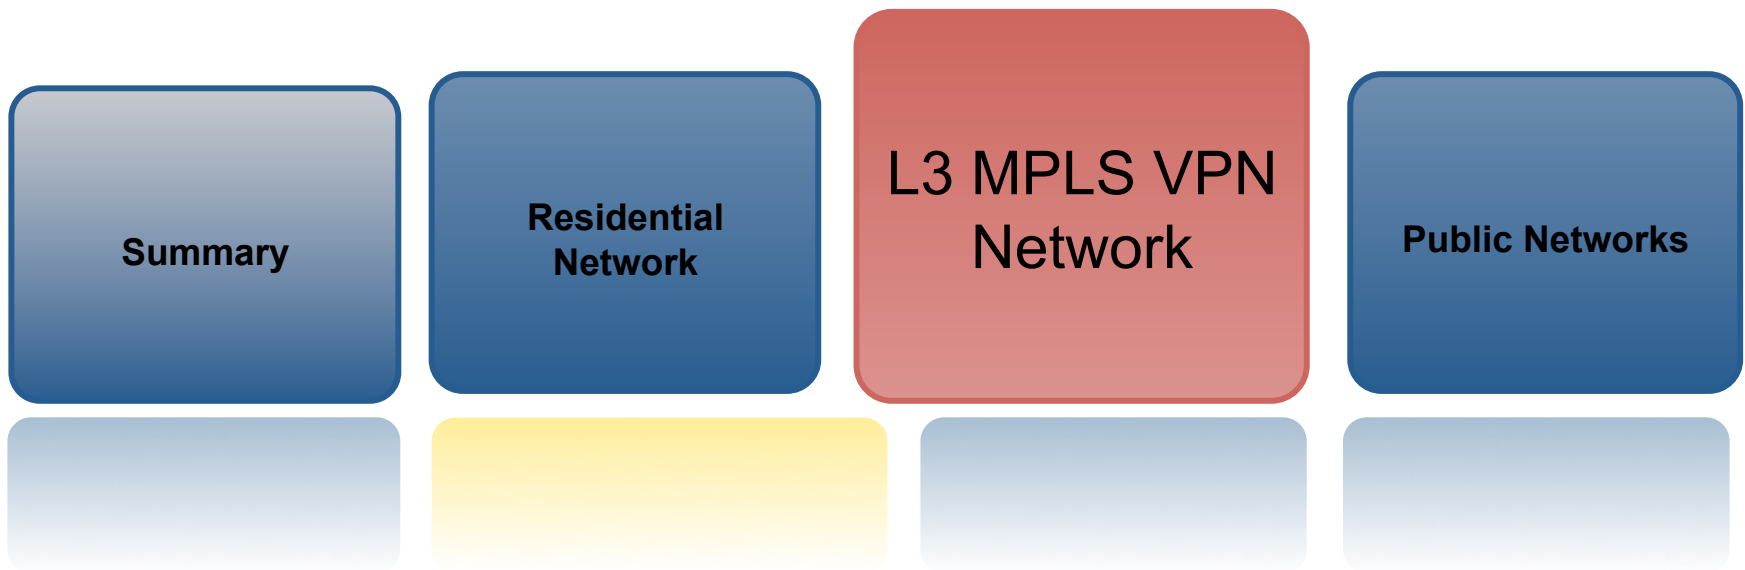 Summary
Residential
Network
L3 MPLS VPN
Network
Public Networks